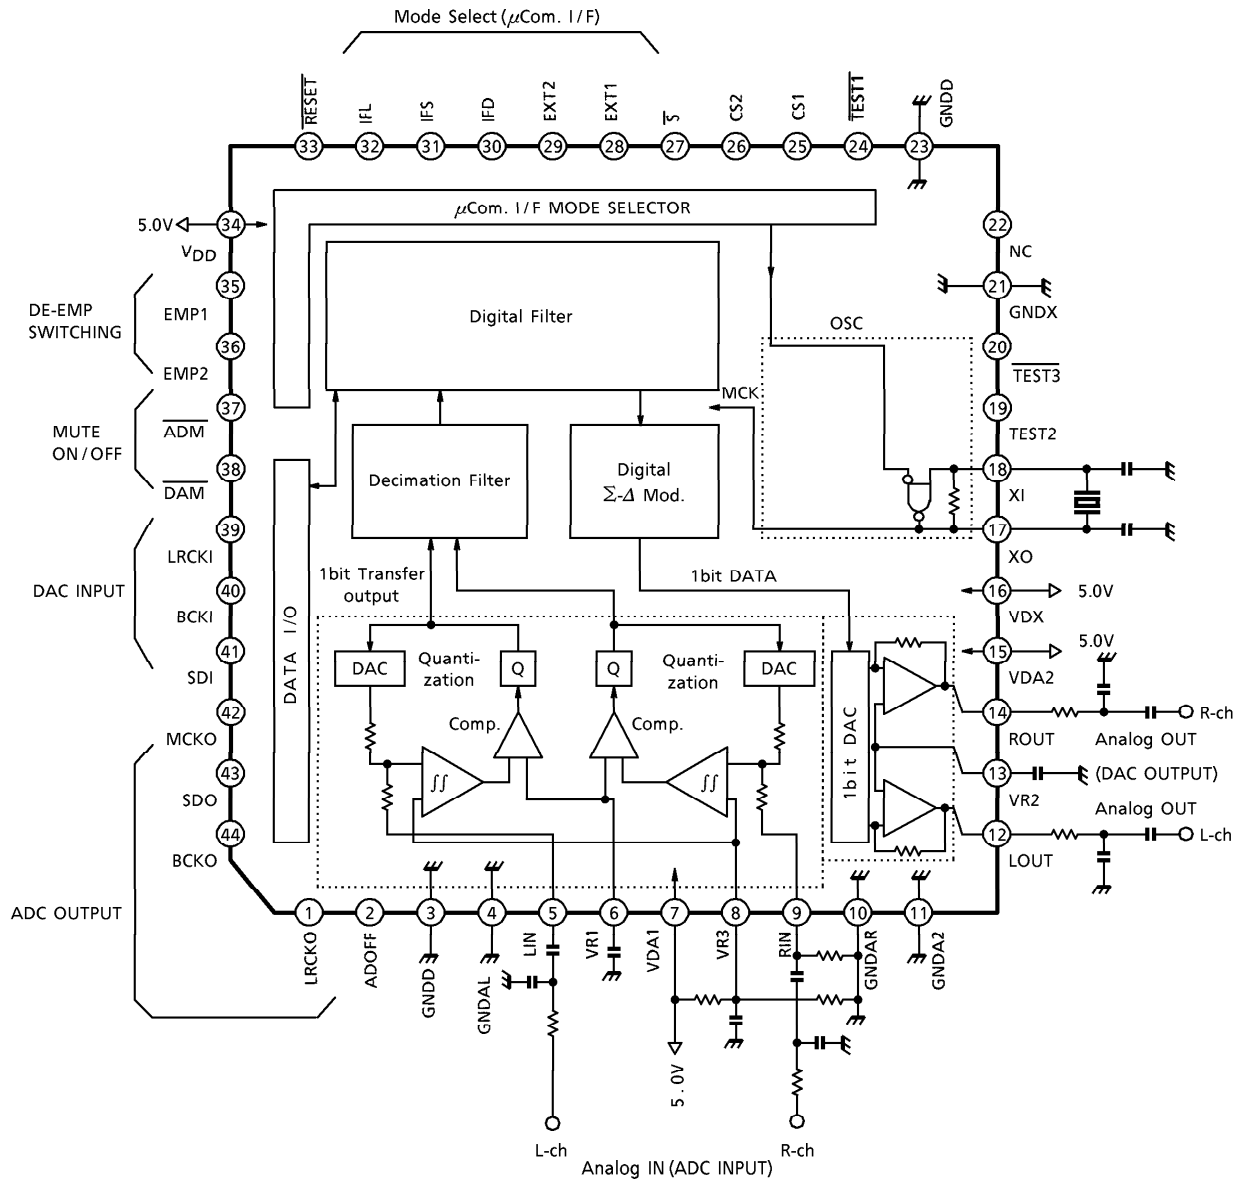 Mode Select (μCom. I/F)
RESET
IFL
IFS
IFD
EXT2
EXT1
S
CS2
CS1
TEST1
GNDD
33
32
31
30
29
28
27
26
25
24
23
μCom. I/F MODE SELECTOR
5.0V
34
VDD
22
NC
35
EMP1
DE-EMP
SWITCHING
36
EMP2
21
GNDX
Digital Filter
OSC
20
TEST3
MCK
37
ADM
MUTE
ON/OFF
38
DAM
19
TEST2
Decimation Filter
Digital
Σ-Δ Mod.
18
XI
17
XO
39
LRCKI
DAC INPUT
40
BCKI
41
SDI
1bit Transfer
output
1bit DATA
16
5.0V
VDX
15
5.0V
VDA2
DATA I/O
DAC
Quanti-
zation
Q
Q
Quanti-
zation
DAC
Comp.
Comp.
∫∫
∫∫
1bit DAC
42
MCKO
43
SDO
44
BCKO
ADC OUTPUT
14
R-ch
ROUT
Analog OUT
13
(DAC OUTPUT)
VR2
Analog OUT
12
L-ch
LOUT
1
2
3
4
5
6
7
8
9
10
11
LRCKO
ADOFF
GNDD
GNDAL
LIN
VR1
VDA1
VR3
RIN
GNDAR
GNDA2
5.0V
L-ch
R-ch
Analog IN (ADC INPUT)